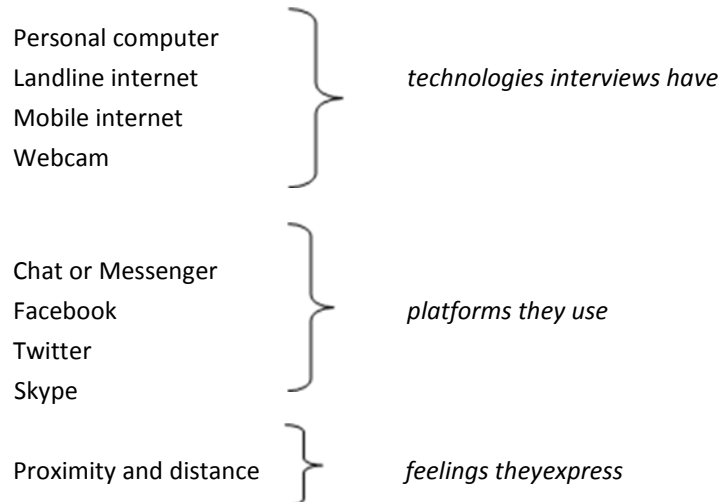 Personal computer
Landline internet technologies interviews have
Mobile internet
Webcam
Chat or Messenger
Facebook platforms they use
Twitter
Skype
Proximity and distance feelings theyexpress